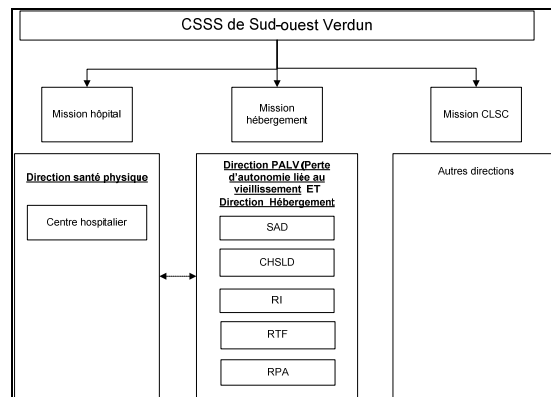 CSSS de Sud-ouest Verdun
Mission hôpital
Mission
hébergement
Mission CLSC
Direction santé physique
Centre hospitalier
Direction PALV(Perte
d'autonomie liée au
vieillissement ET
Direction Hébergement
SAD
CHSLD
RI
RTF
RPA
Autres directions